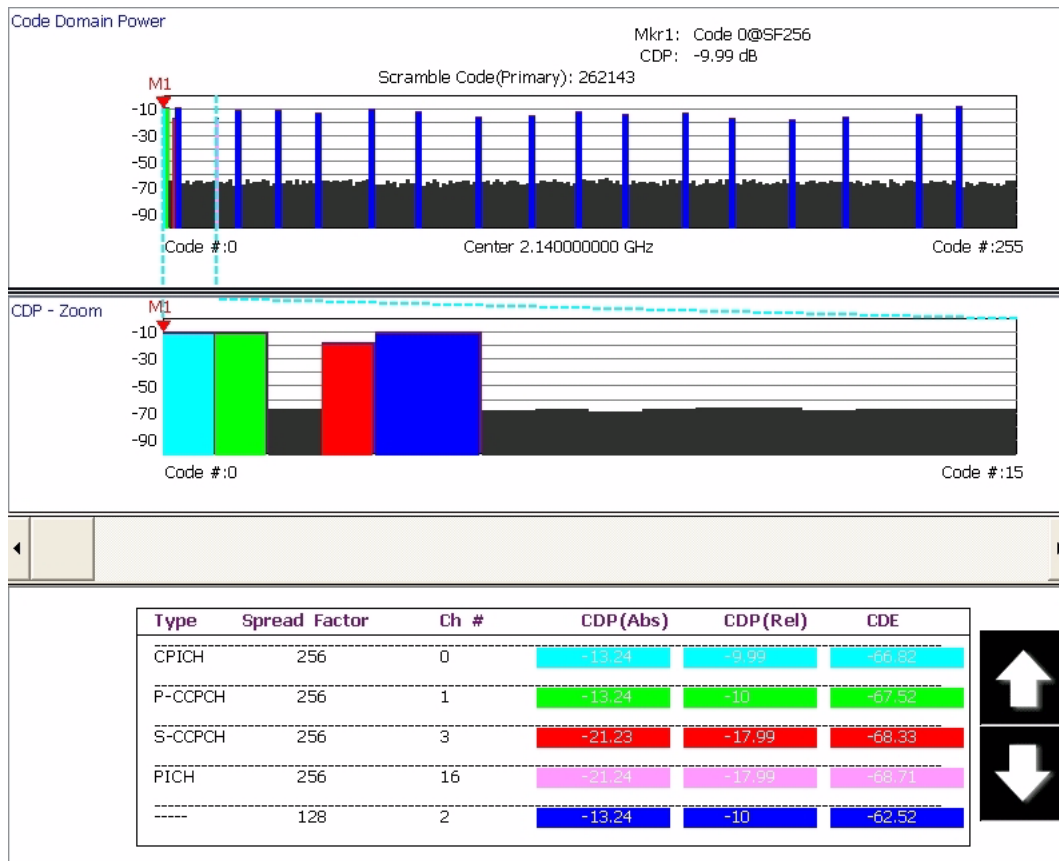 Code Domain Power
Mkr1: Code 0@SF256
CDP: -9.99 dB
Scramble Code(Primary): 262143
M1
-10
-30
-50
-70
-90
Code #:0 Center 2.140000000 GHz Code #:255
CDP - Zoom M1
-10
-30
-50
-70
-90
Code #:0 Code #:15
Type Spread Factor Ch # CDP(Abs) CDP(Rel) CDE
CPICH 256 0 -13.24 -9.99 -66.82
P-CCPCH 256 1 -13.24 -10 -67.52
S-CCPCH 256 3 -21.23 -17.99 -68.33
PICH 256 16 -21.24 -17.99 -68.71
----- 128 2 -13.24 -10 -62.52